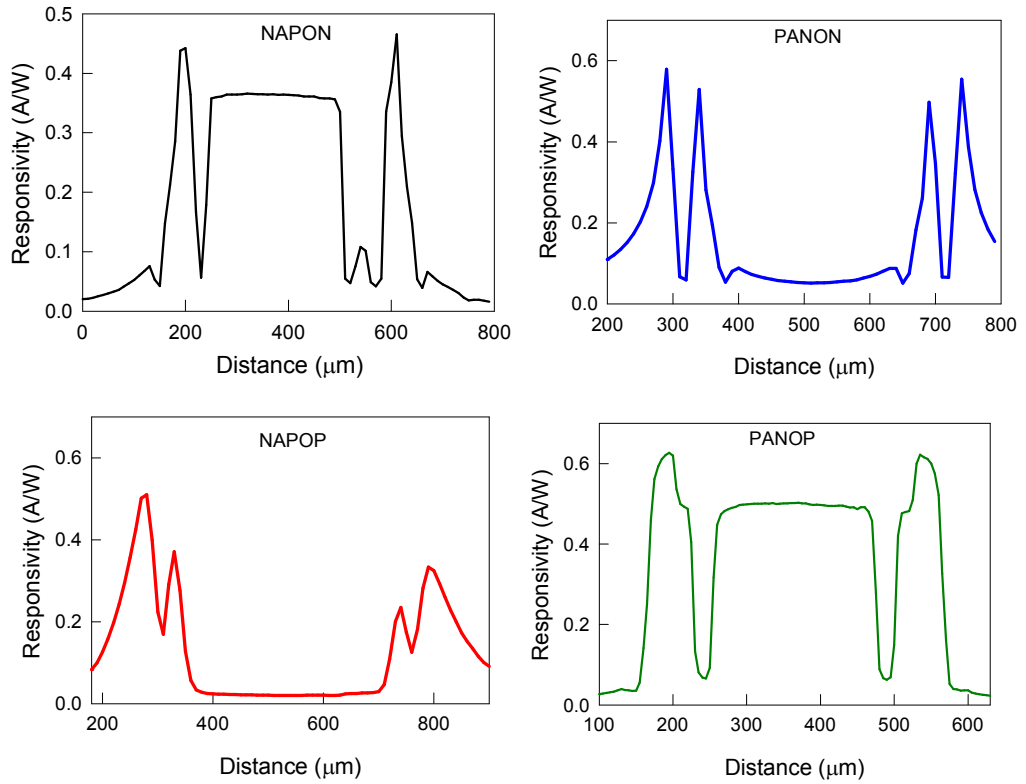 NAPON
Responsivity (A/W)
0.5
0.4
0.3
0.2
0.1
0.0
0 200 400 600 800
Distance (μm)
PANON
Responsivity (A/W)
0.6
0.4
0.2
0.0
200 300 400 500 600 700 800
Distance (μm)
NAPOP
Responsivity (A/W)
0.6
0.4
0.2
0.0
200 400 600 800
Distance (μm)
PANOP
Responsivity (A/W)
0.6
0.4
0.2
0.0
100 200 300 400 500 600
Distance (μm)